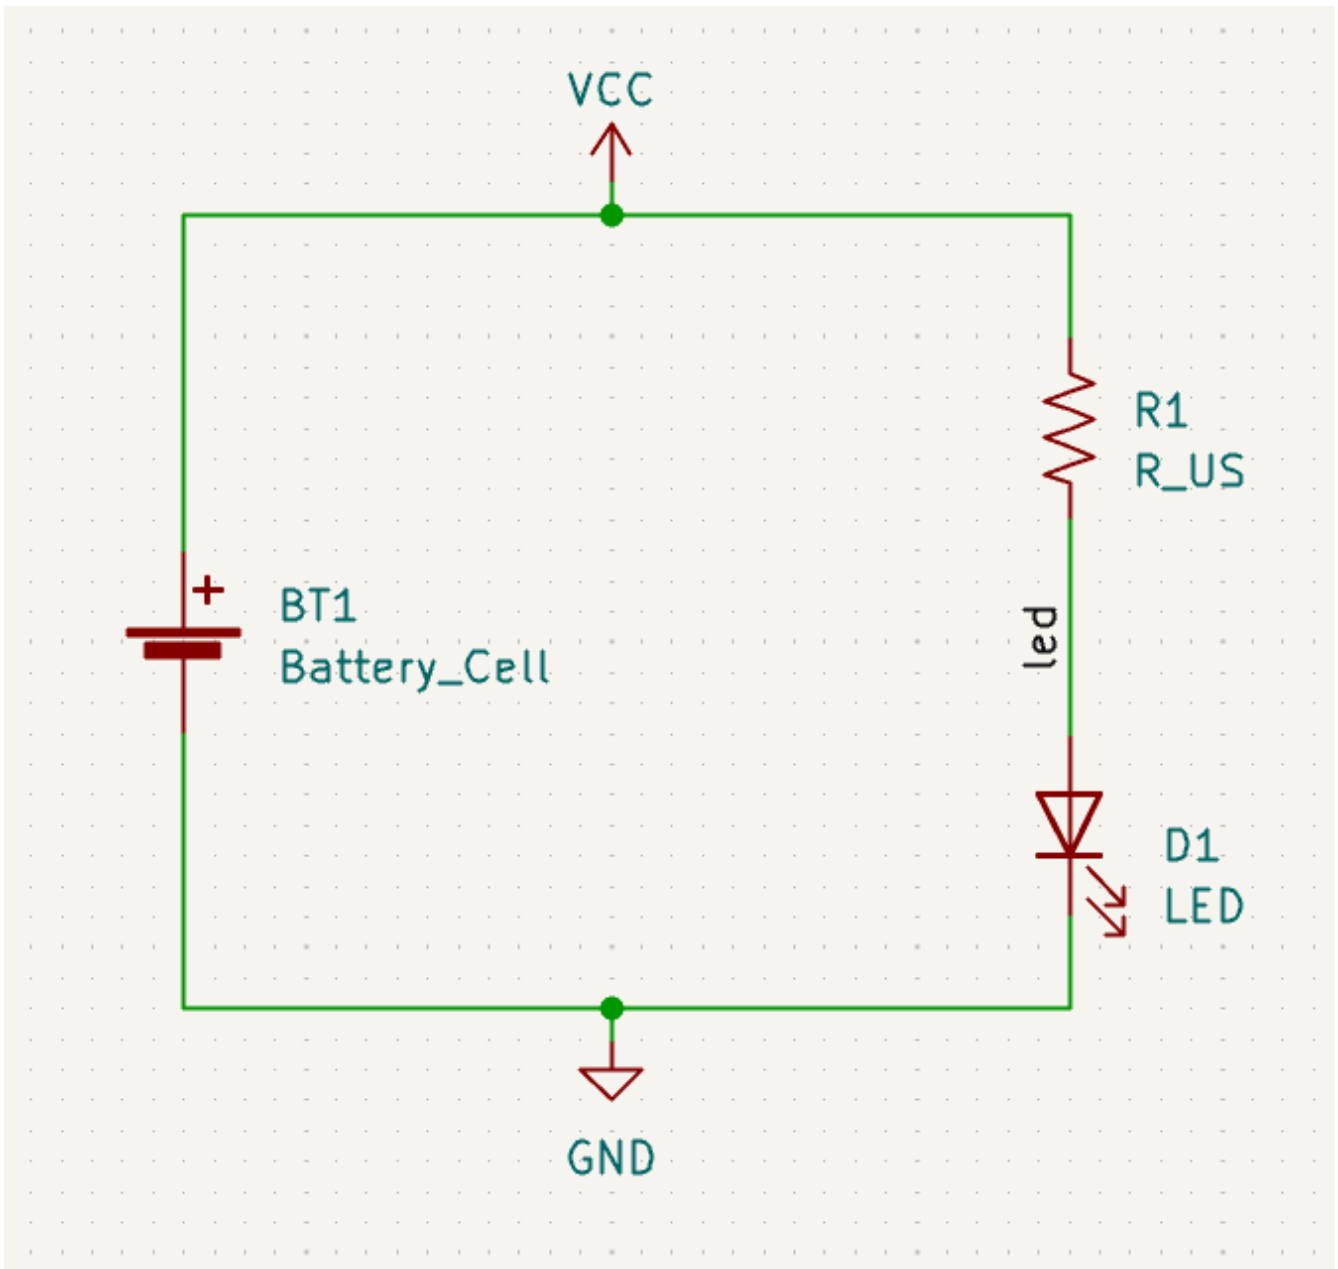 VCC
R1
R_US
+
BT1
Battery_Cell
led
D1
LED
GND